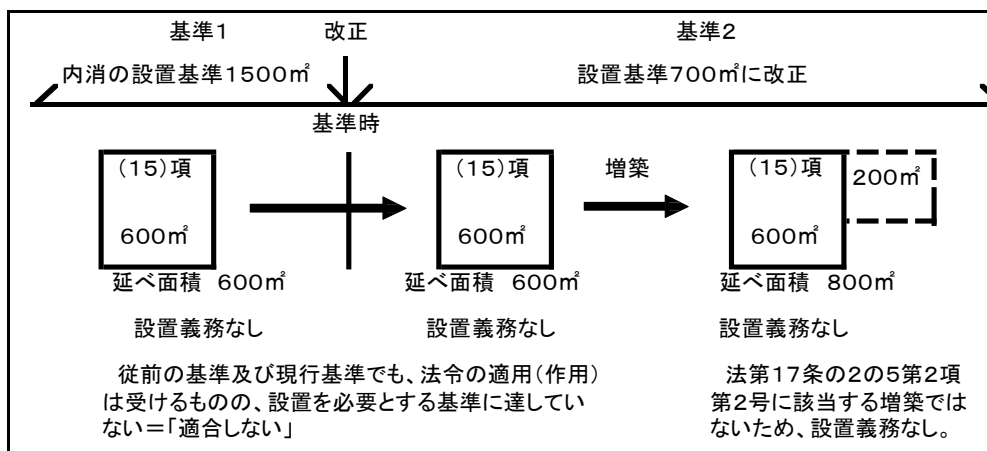 基準１　改正　基準２
内消の設置基準１５００㎡　設置基準７００㎡に改正
基準時
（１５）項　（１５）項　増築　（１５）項　２００㎡
６００㎡　６００㎡　６００㎡
延べ面積　６００㎡　延べ面積　６００㎡　延べ面積　８００㎡
設置義務なし　設置義務なし　設置義務なし
従前の基準及び現行基準でも、法令の適用（作用）
は受けるものの、設置を必要とする基準に達してい
ない＝「適合しない」
法第１７条の２の５第２項
第２号に該当する増築では
ないため、設置義務なし。